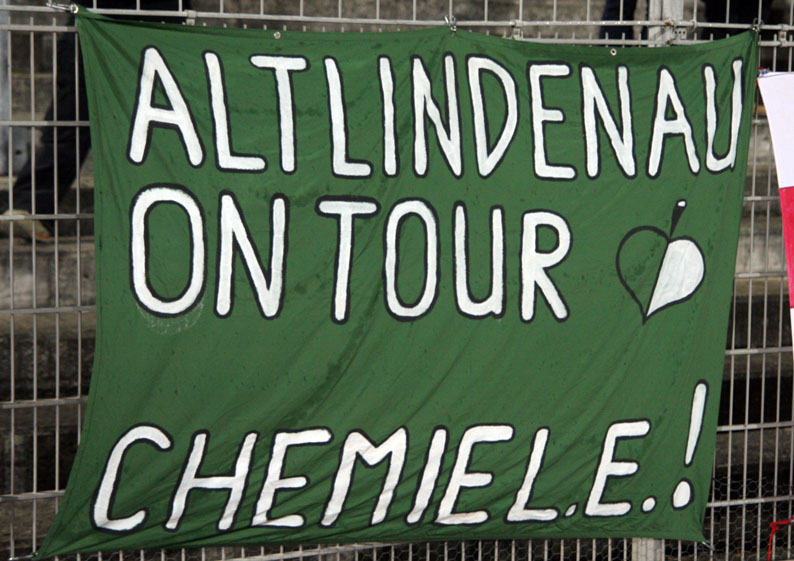 ALTLINDENAU
ON TOUR
CHEMIE L.E.!